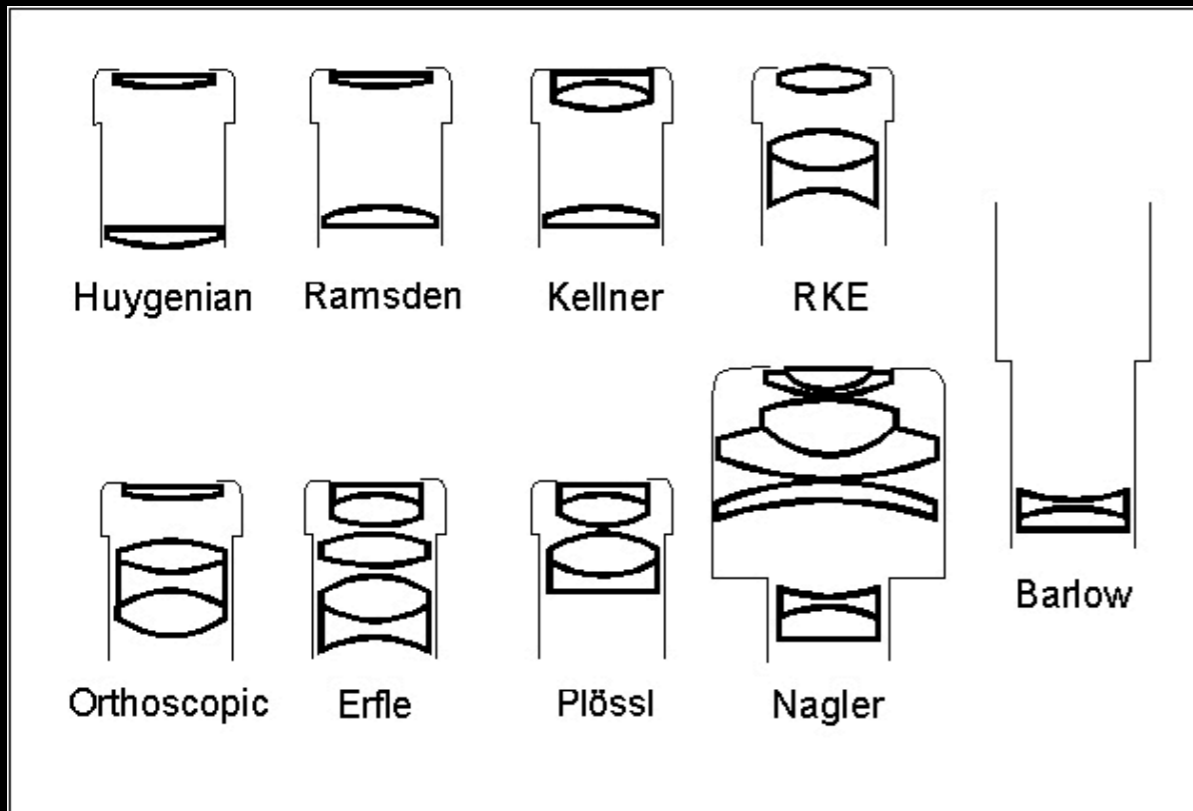 Huygenian
Ramsden
Kellner
RKE
Barlow
Orthoscopic
Erfle
Plössl
Nagler